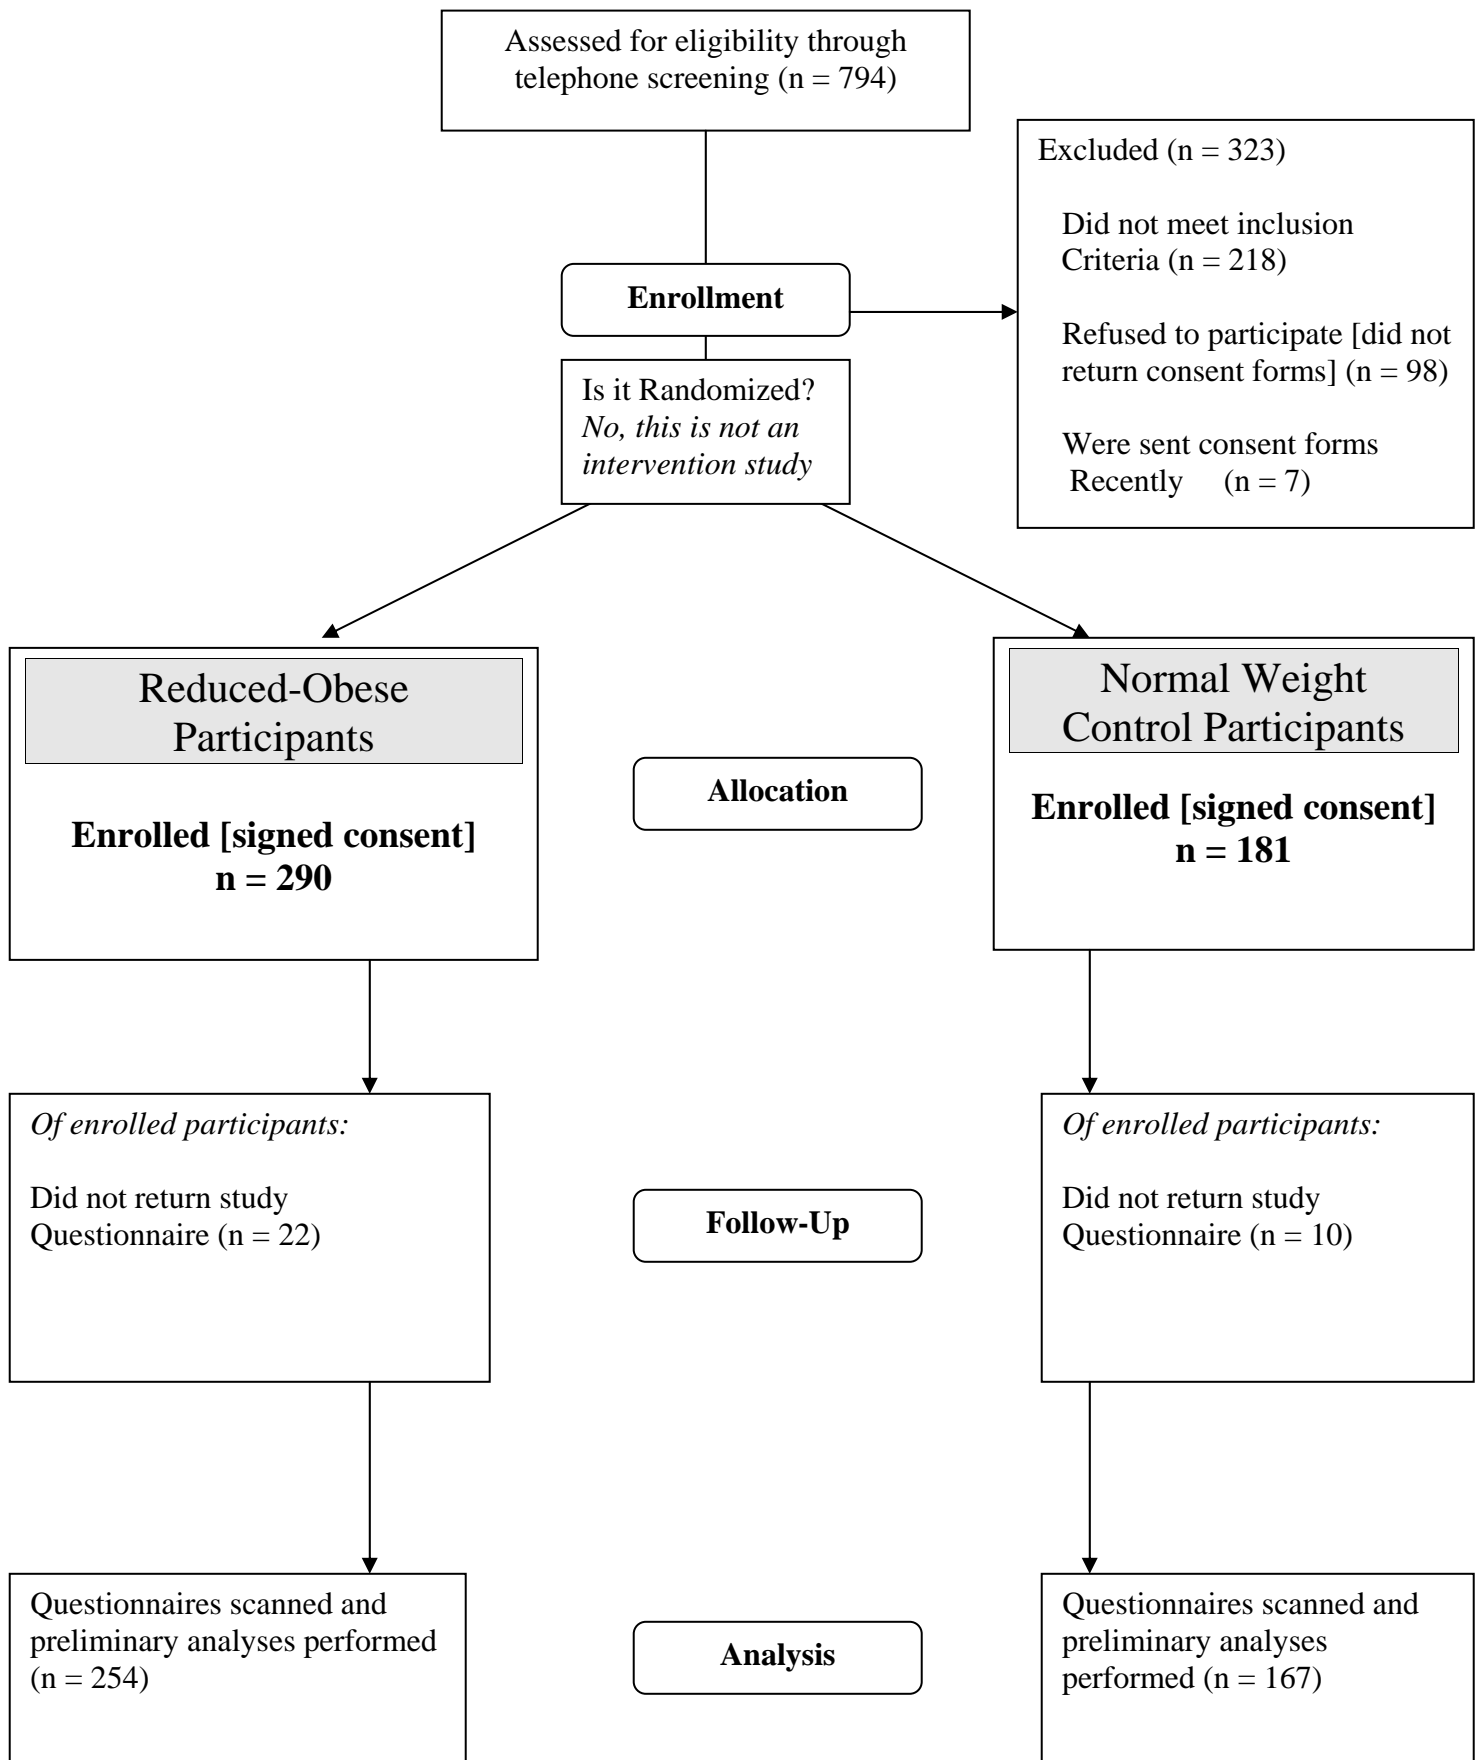 Assessed for eligibility through
telephone screening (n = 794)
Excluded (n = 323)
Did not meet inclusion
Criteria (n = 218)
Refused to participate [did not
return consent forms] (n = 98)
Were sent consent forms
Recently (n = 7)
Enrollment
Is it Randomized?
No, this is not an
intervention study
Reduced-Obese
Participants
Enrolled [signed consent]
n = 290
Allocation
Normal Weight
Control Participants
Enrolled [signed consent]
n = 181
Of enrolled participants:
Did not return study
Questionnaire (n = 22)
Follow-Up
Of enrolled participants:
Did not return study
Questionnaire (n = 10)
Questionnaires scanned and
preliminary analyses performed
(n = 254)
Analysis
Questionnaires scanned and
preliminary analyses
performed (n = 167)